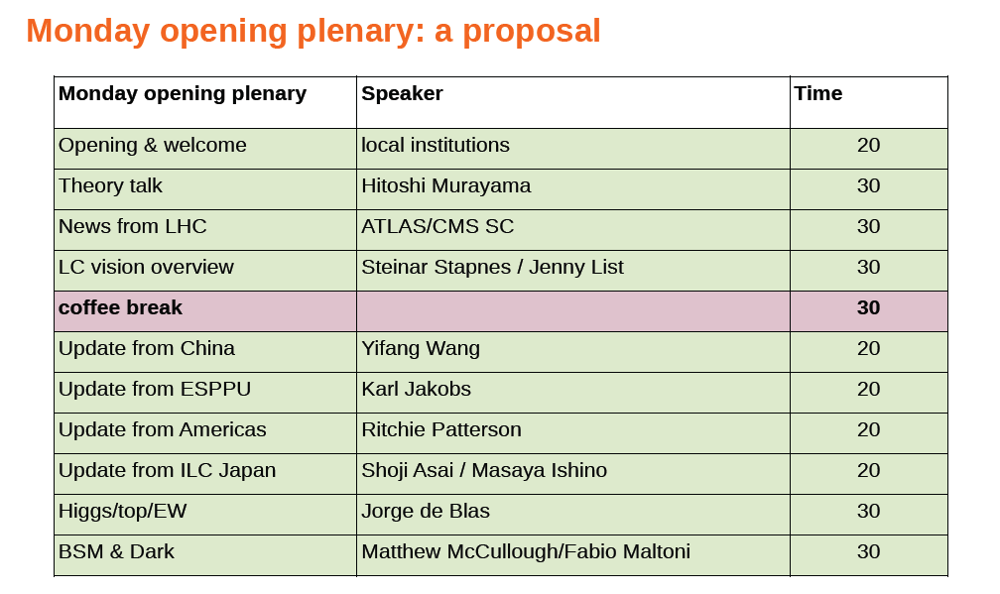 Monday opening plenary: a proposal
Monday opening plenary Speaker Time
Opening & welcome local institutions 20
Theory talk Hitoshi Murayama 30
News from LHC ATLAS/CMS SC 30
LC vision overview Steinar Stapnes / Jenny List 30
coffee break 30
Update from China Yifang Wang 20
Update from ESPPU Karl Jakobs 20
Update from Americas Ritchie Patterson 20
Update from ILC Japan Shoji Asai / Masaya Ishino 20
Higgs/top/EW Jorge de Blas 30
BSM & Dark Matthew McCullough/Fabio Maltoni 30